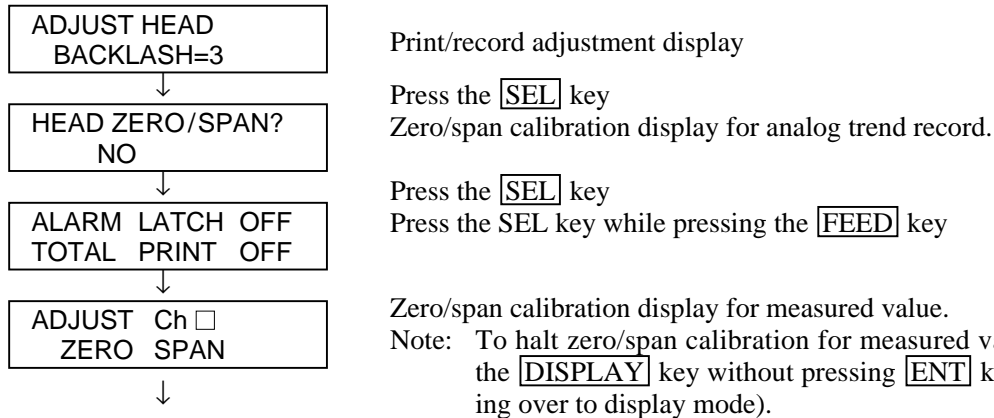 ADJUST HEAD
BACKLASH=3
Print/record adjustment display
↓
Press the SEL key
HEAD ZERO/SPAN?
NO
Zero/span calibration display for analog trend record.
↓
Press the SEL key
ALARM LATCH OFF
TOTAL PRINT OFF
Press the SEL key while pressing the FEED key
↓
ADJUST Ch □
ZERO SPAN
Zero/span calibration display for measured value.
Note: To halt zero/span calibration for measured
the DISPLAY key without pressing ENT
ing over to display mode).
↓